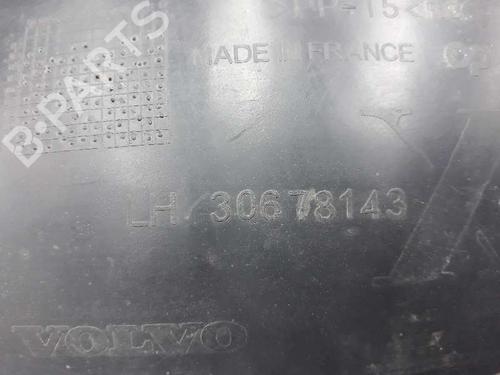 MADE IN FRANCE
B-PARTS
LH 30678143
VOLVO